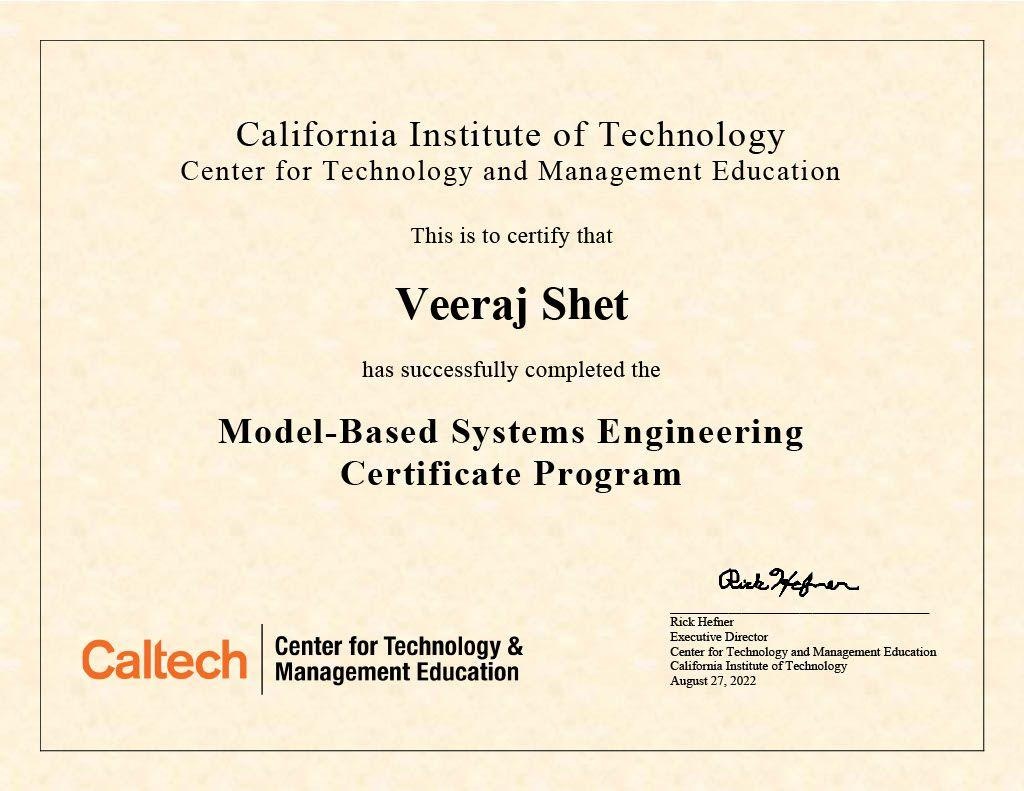 California Institute of Technology
Center for Technology and Management Education
This is to certify that
Veeraj Shet
has successfully completed the
Model-Based Systems Engineering
Certificate Program
Rick Hefner
Rick Hefner
Executive Director
Center for Technology and Management Education
California Institute of Technology
August 27, 2022
Caltech
Center for Technology &
Management Education